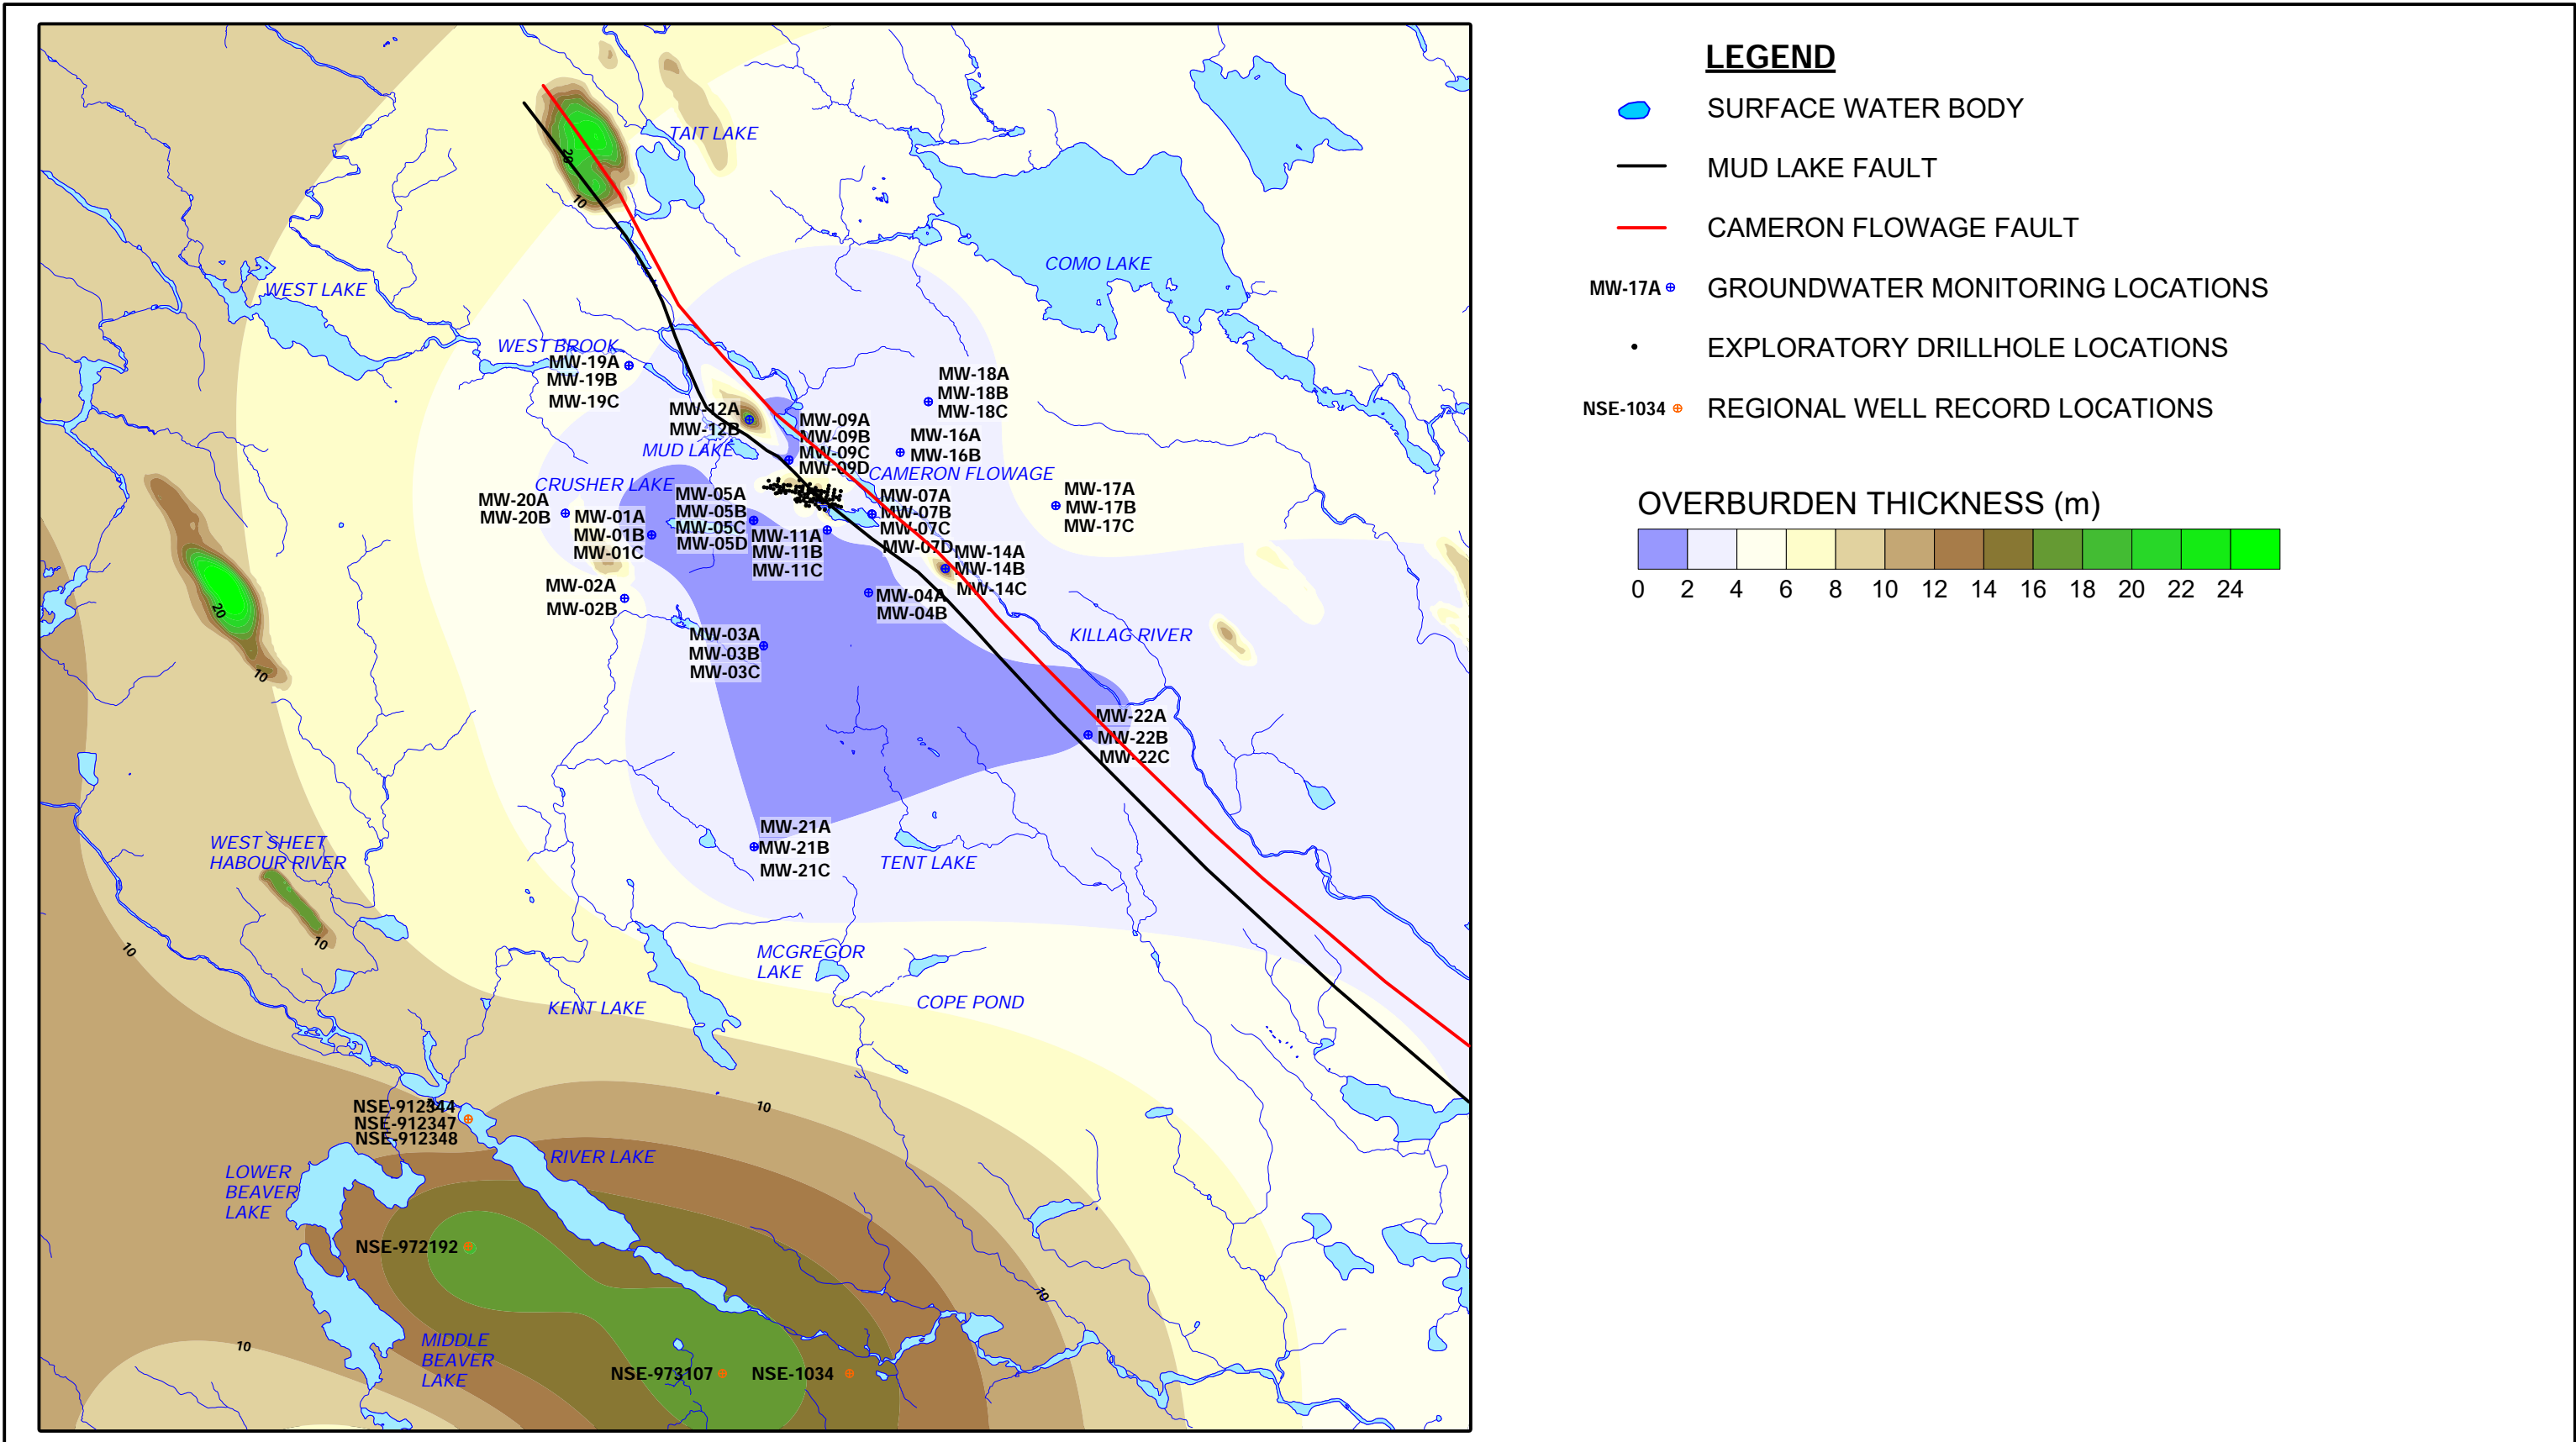 LEGEND
SURFACE WATER BODY
MUD LAKE FAULT
CAMERON FLOWAGE FAULT
MW-17A GROUNDWATER MONITORING LOCATIONS
EXPLORATORY DRILLHOLE LOCATIONS
NSE-1034 REGIONAL WELL RECORD LOCATIONS
OVERBURDEN THICKNESS (m)
0 2 4 6 8 10 12 14 16 18 20 22 24
TAIT LAKE
20
10
COMO LAKE
WEST LAKE
WEST BROOK
MW-19A
MW-19B
MW-19C
MW-18A
MW-18B
MW-18C
MW-12A
MW-12B
MW-09A
MW-09B
MW-09C
MW-09D
MW-16A
MW-16B
MUD LAKE
CAMERON FLOWAGE
CRUSHER LAKE
MW-20A
MW-20B
MW-01A
MW-01B
MW-01C
MW-05A
MW-05B
MW-05C
MW-05D
MW-07A
MW-07B
MW-07C
MW-07D
MW-17A
MW-17B
MW-17C
MW-11A
MW-11B
MW-11C
MW-14A
MW-14B
MW-14C
MW-02A
MW-02B
MW-04A
MW-04B
20
10
MW-03A
MW-03B
MW-03C
KILLAG RIVER
MW-22A
MW-22B
MW-22C
MW-21A
MW-21B
MW-21C
TENT LAKE
WEST SHEET
HABOUR RIVER
10
10
MCGREGOR
LAKE
KENT LAKE
COPE POND
10
NSE-912344
NSE-912347
NSE-912348
RIVER LAKE
LOWER
BEAVER
LAKE
NSE-972192
10
10
MIDDLE
BEAVER
LAKE
NSE-973107
NSE-1034